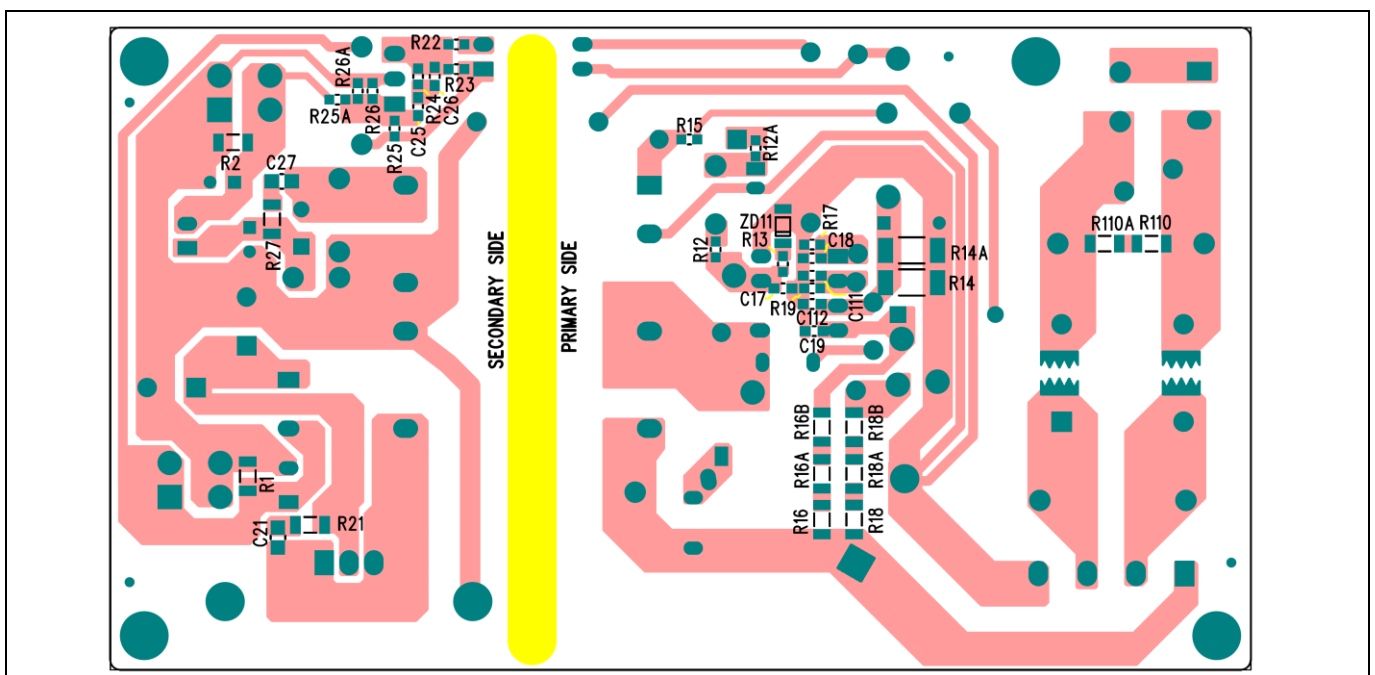 R22
R26A
R23
R25A
R26
R24
C26
C25
R25
R2
C27
R27
R1
C21
R21
SECONDARY SIDE
PRIMARY SIDE
R15
R12A
ZD11
R17
R13
C18
R12
R14A
R14
C17
R19
C111
C112
C19
R110A
R110
R16B
R18B
R16A
R18A
R16
R18